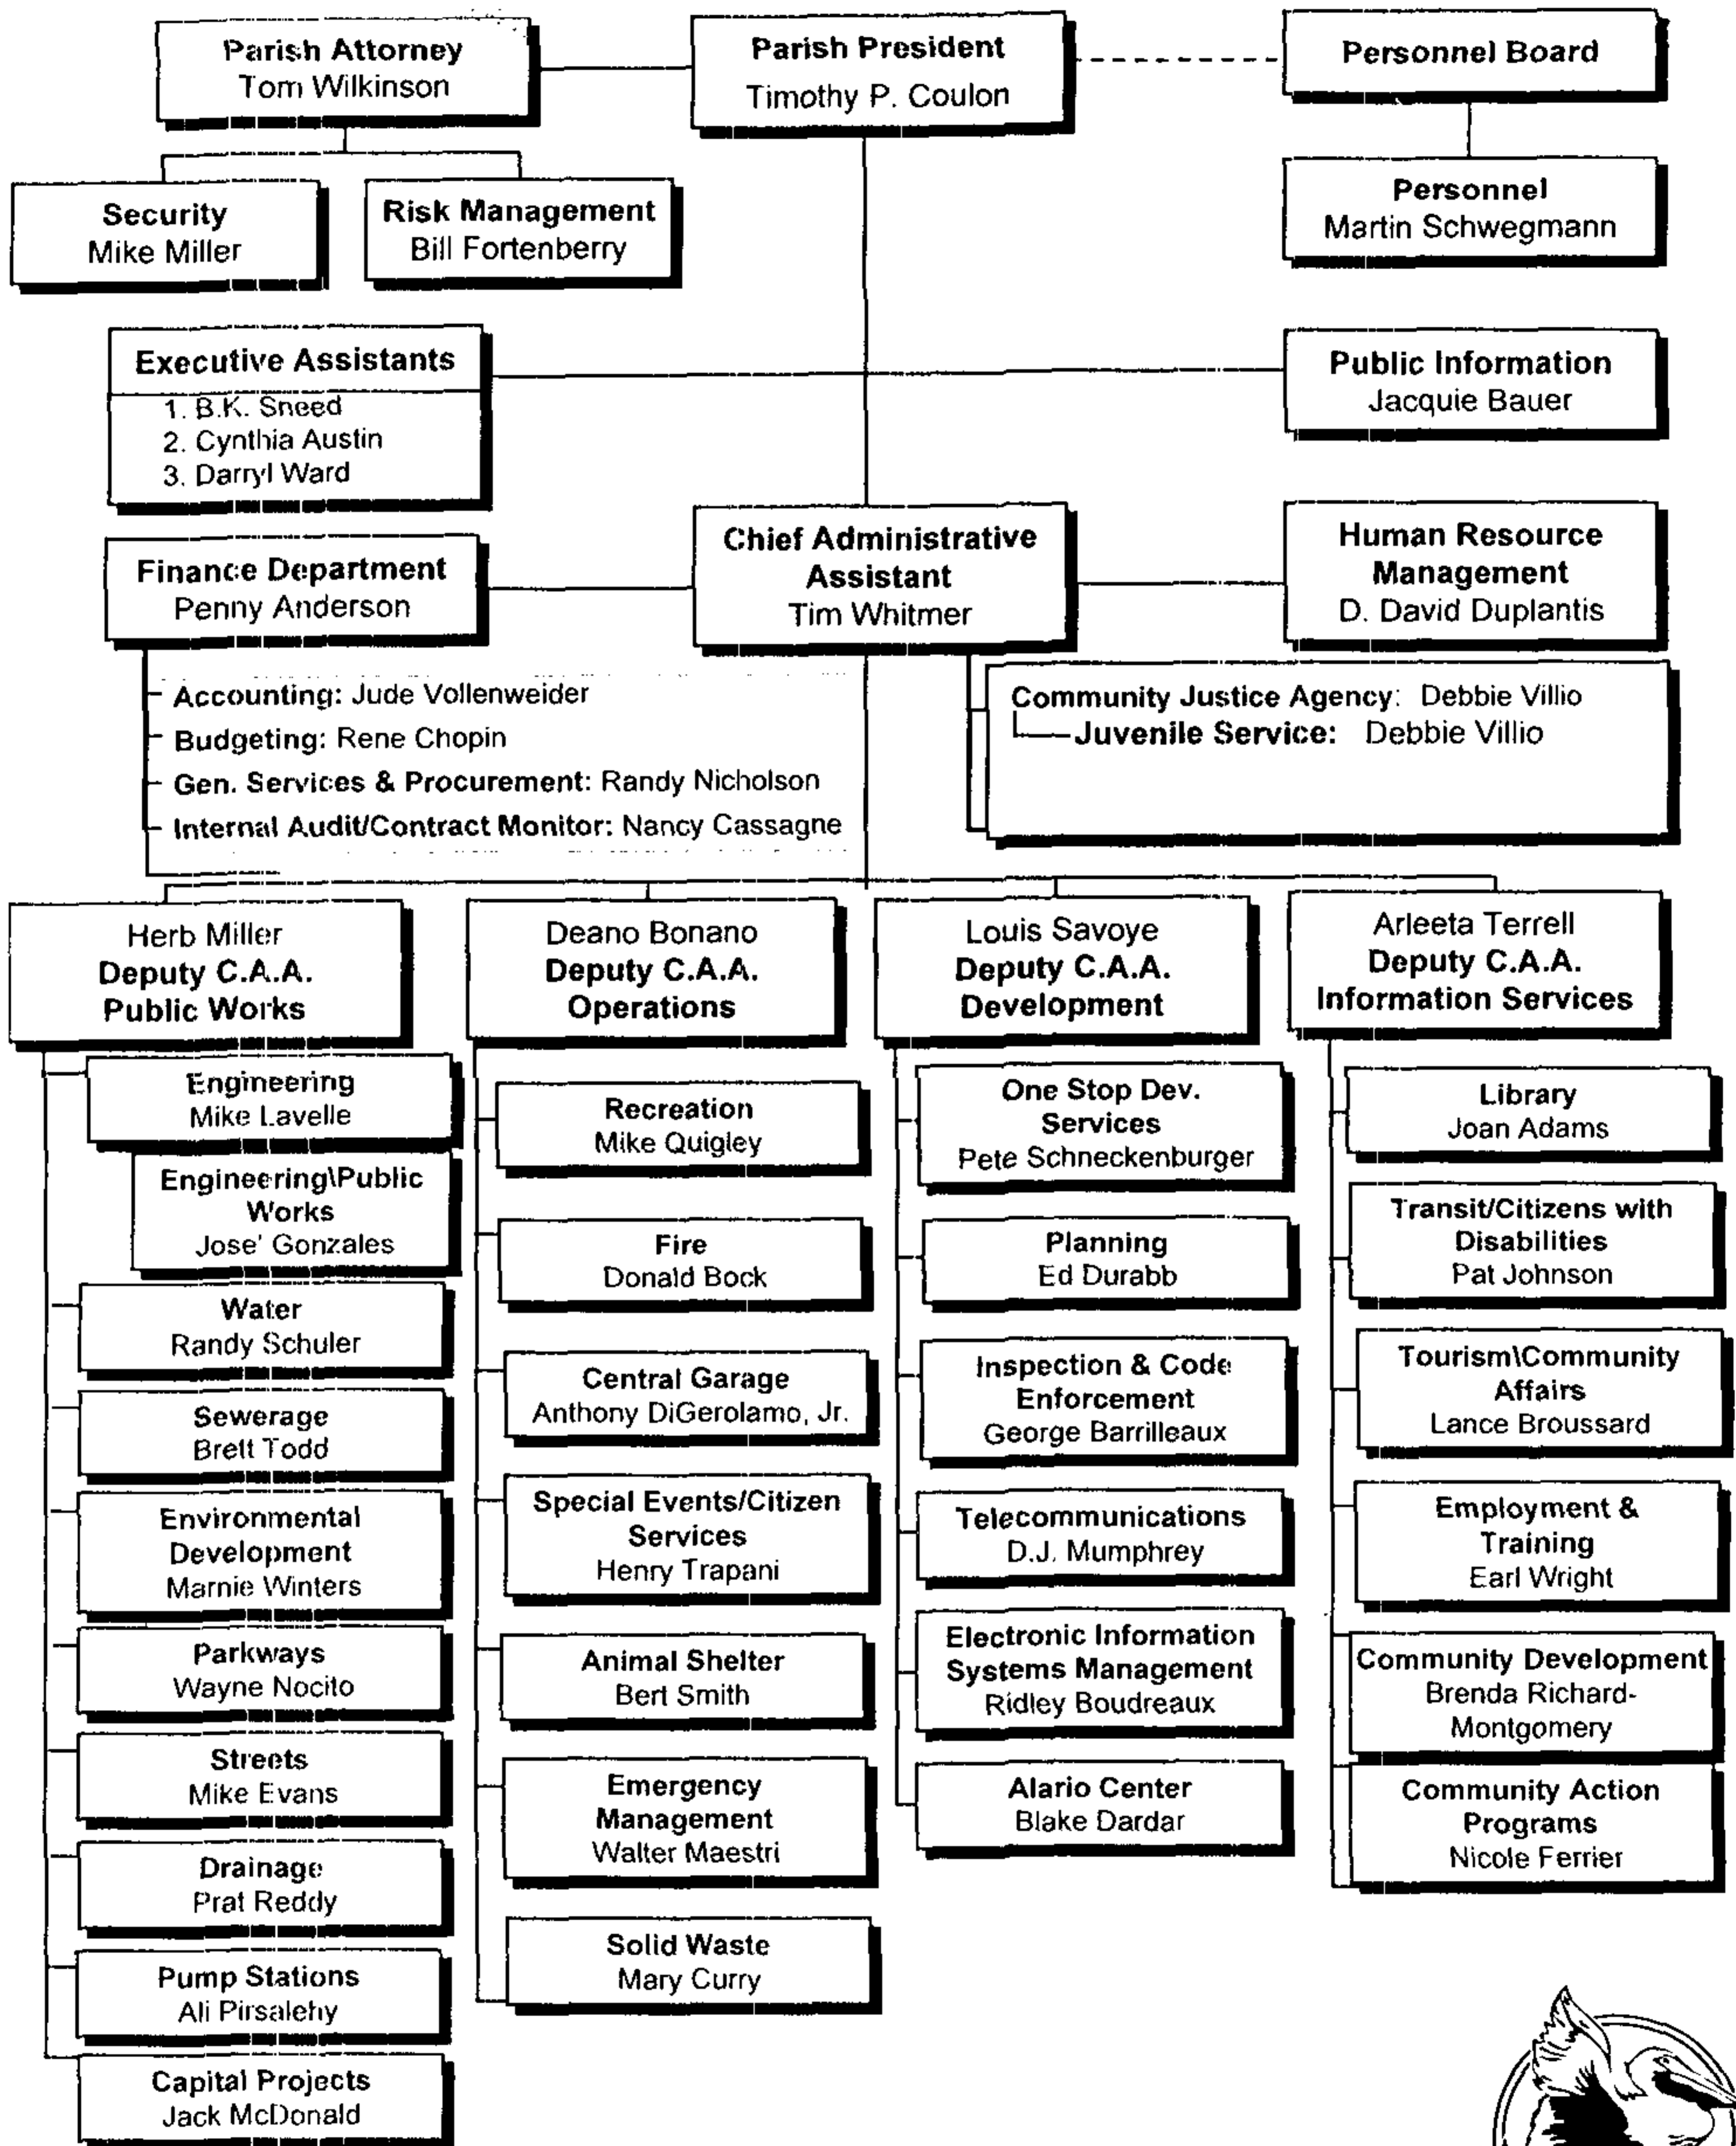 Parish Attorney
Tom Wilkinson
Parish President
Timothy P. Coulon
Personnel Board
Security
Mike Miller
Risk Management
Bill Fortenberry
Personnel
Martin Schwegmann
Executive Assistants
1. B.K. Sneed
2. Cynthia Austin
3. Darryl Ward
Public Information
Jacquie Bauer
Finance Department
Penny Anderson
Chief Administrative
Assistant
Tim Whitmer
Human Resource
Management
D. David Duplantis
Accounting: Jude Vollenweider
Budgeting: Rene Chopin
Gen. Services & Procurement: Randy Nicholson
Internal Audit/Contract Monitor: Nancy Cassagne
Community Justice Agency: Debbie Villio
Juvenile Service: Debbie Villio
Herb Miller
Deputy C.A.A.
Public Works
Engineering
Mike Lavelle
Engineering\Public
Works
Jose' Gonzales
Water
Randy Schuler
Sewerage
Brett Todd
Environmental
Development
Marnie Winters
Parkways
Wayne Nocito
Streets
Mike Evans
Drainage
Prat Reddy
Pump Stations
Ali Pirsalehy
Capital Projects
Jack McDonald
Deano Bonano
Deputy C.A.A.
Operations
Recreation
Mike Quigley
Fire
Donald Bock
Central Garage
Anthony DiGerolamo, Jr.
Special Events/Citizen
Services
Henry Trapani
Animal Shelter
Bert Smith
Emergency
Management
Walter Maestri
Solid Waste
Mary Curry
Louis Savoye
Deputy C.A.A.
Development
One Stop Dev.
Services
Pete Schneckenburger
Planning
Ed Durabb
Inspection & Code
Enforcement
George Barrilleaux
Telecommunications
D.J. Mumphrey
Electronic Information
Systems Management
Ridley Boudreaux
Alario Center
Blake Dardar
Arleeta Terrell
Deputy C.A.A.
Information Services
Library
Joan Adams
Transit/Citizens with
Disabilities
Pat Johnson
Tourism\Community
Affairs
Lance Broussard
Employment &
Training
Earl Wright
Community Development
Brenda Richard-
Montgomery
Community Action
Programs
Nicole Ferrier